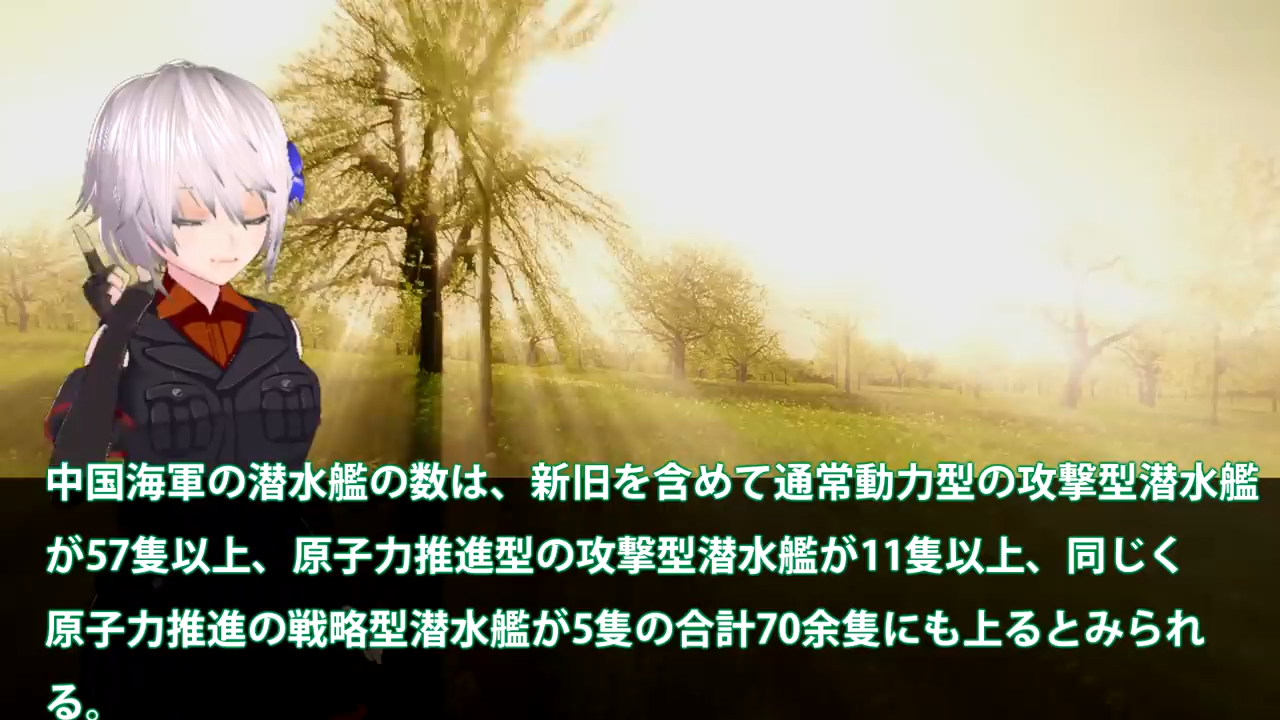 中国海軍の潜水艦の数は、新旧を含めて通常動力型の攻撃型潜水艦
が57隻以上、原子力推進型の攻撃型潜水艦が11隻以上、同じく
原子力推進の戦略型潜水艦が5隻の合計70余隻にも上るとみられ
る。